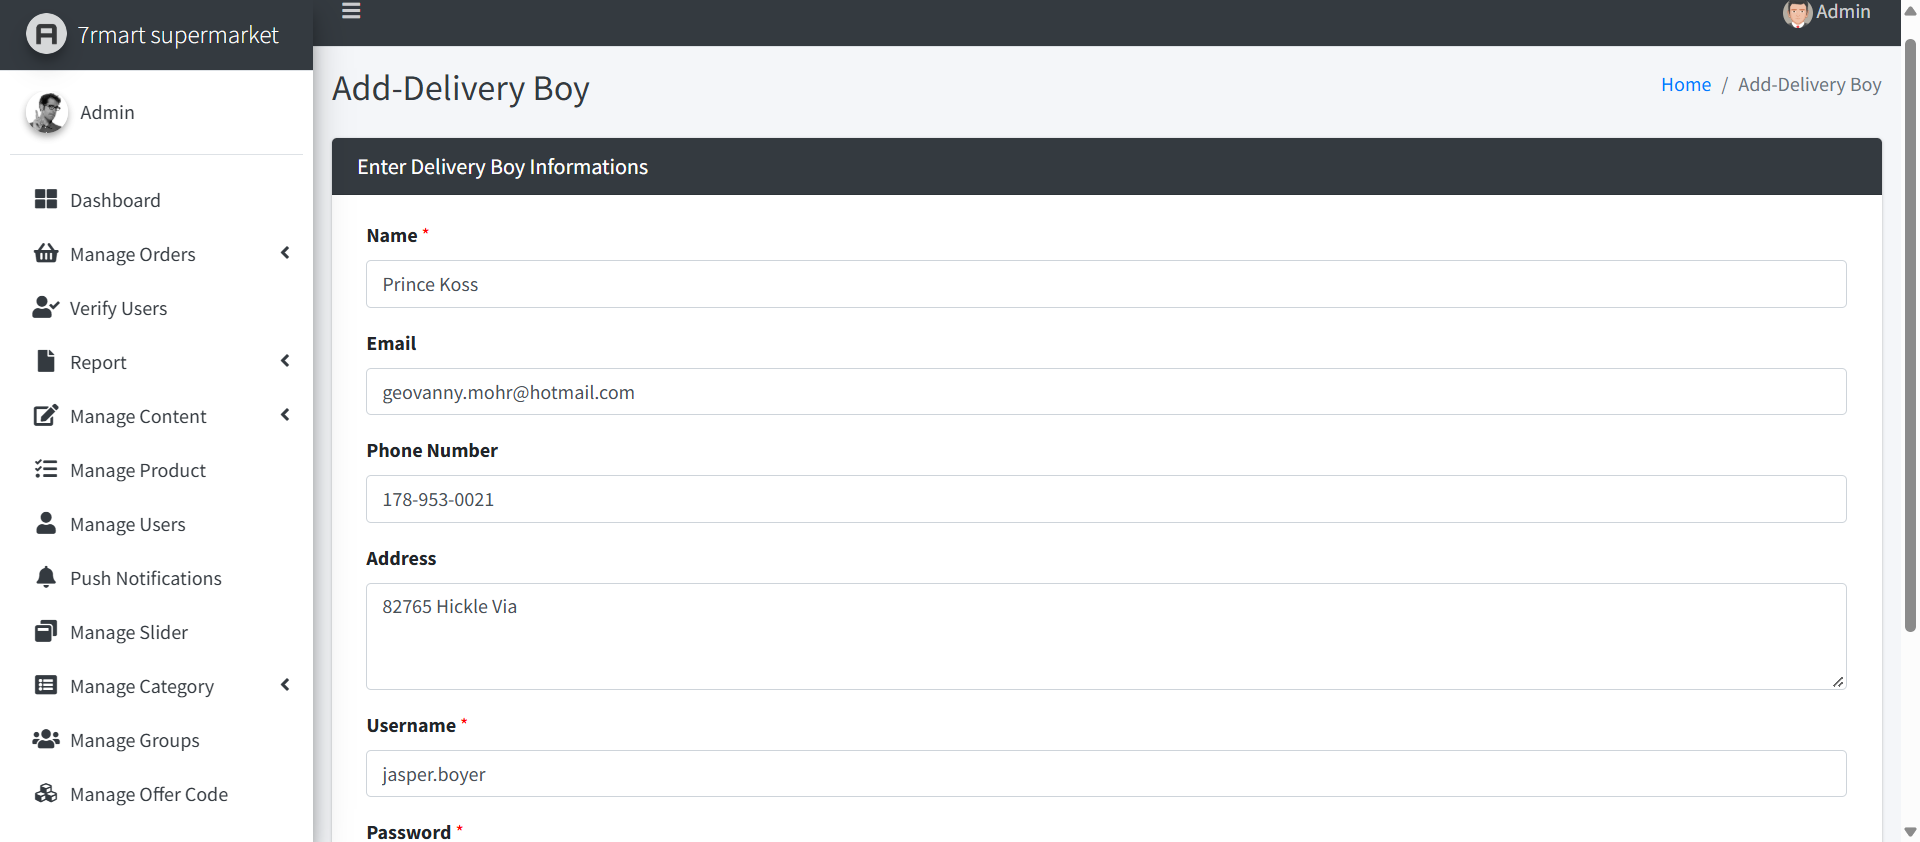 7rmart supermarket
Admin
Admin
Dashboard
Manage Orders
Verify Users
Report
Manage Content
Manage Product
Manage Users
Push Notifications
Manage Slider
Manage Category
Manage Groups
Manage Offer Code
Add-Delivery Boy
Home / Add-Delivery Boy
Enter Delivery Boy Informations
Name *
Prince Koss
Email
geovanny.mohr@hotmail.com
Phone Number
178-953-0021
Address
82765 Hickle Via
Username *
jasper.boyer
Password *